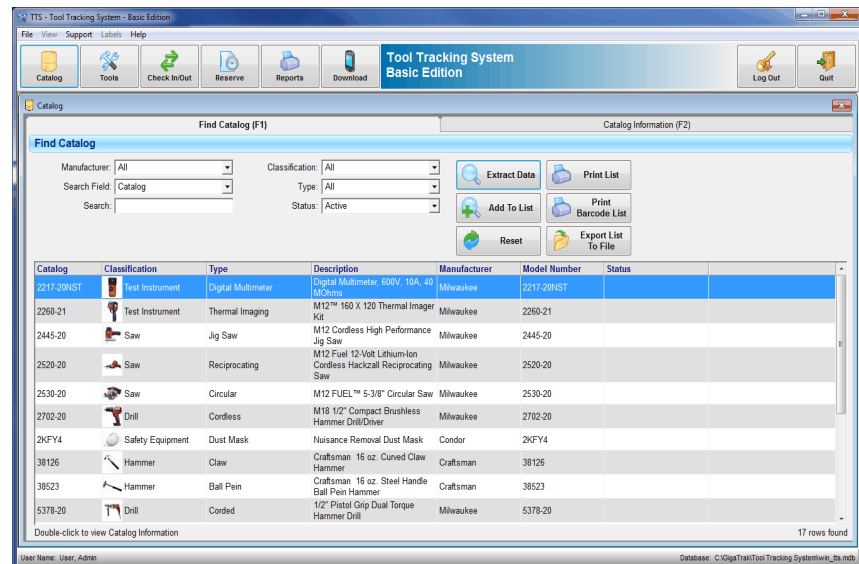 TTS - Tool Tracking System - Basic Edition
File View Support Labels Help
Catalog Tools Check In/Out Reserve Reports Download Tool Tracking System Basic Edition Log Out Quit
Catalog
Find Catalog (F1) Catalog Information (F2)
Find Catalog
Manufacturer: All Classification: All Extract Data Print List
Search Field: Catalog Type: All Add To List Print Barcode List
Search: Status: Active Reset Export List To File
Catalog Classification Type Description Manufacturer Model Number Status
2217-20NST Test Instrument Digital Multimeter Digital Multimeter, 600V, 10A, 40 MOhms Milwaukee 2217-20NST
2260-21 Test Instrument Thermal Imaging M12™ 160 X 120 Thermal Imager Kit Milwaukee 2260-21
2445-20 Saw Jig Saw M12 Cordless High Performance Jig Saw Milwaukee 2445-20
2520-20 Saw Reciprocating M12 Fuel 12-Volt Lithium-Ion Cordless Hackzall Reciprocating Saw Milwaukee 2520-20
2530-20 Saw Circular M12 FUEL™ 5-3/8" Circular Saw Milwaukee 2530-20
2702-20 Drill Cordless M18 1/2" Compact Brushless Hammer Drill/Driver Milwaukee 2702-20
2KFY4 Safety Equipment Dust Mask Nuisance Removal Dust Mask Condor 2KFY4
38126 Hammer Claw Craftsman 16 oz. Curved Claw Hammer Craftsman 38126
38523 Hammer Ball Pein Craftsman 16 oz. Steel Handle Ball Pein Hammer Craftsman 38523
5378-20 Drill Corded 1/2" Pistol Grip Dual Torque Hammer Drill Milwaukee 5378-20
Double-click to view Catalog Information 17 rows found
User Name: User, Admin Database: C:\GigaTrak\Tool Tracking System\win_tts.mdb